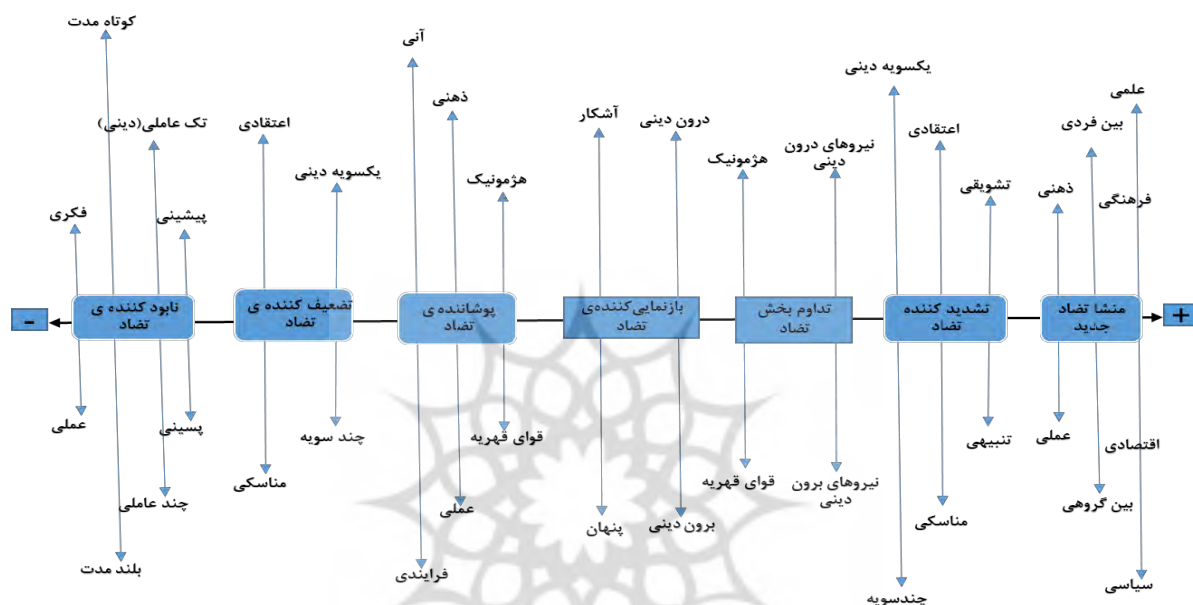 کوتاه مدت
آنی
یکسویه دینی
علمی
ذهنی
تک عاملی(دینی)
اعتقادی
آشکار
درون دینی
نیروهای درون
دینی
اعتقادی
بین فردی
یکسویه دینی
هژمونیک
هژمونیک
تشویقی
ذهنی
فرهنگی
فکری
پیشینی
+
منشا تضاد
جدید
تشدید کننده
تضاد
تداوم بخش
تضاد
بازنمایی کننده‌ی
تضاد
پوشاننده ی
تضاد
تضعیف کننده ی
تضاد
نابود کننده ی
تضاد
-
عملی
پسینی
چند سویه
قوای قهریه
قوای قهریه
تنبیهی
عملی
اقتصادی
چند عاملی
مناسکی
عملی
پنهان
برون دینی
نیروهای برون
دینی
مناسکی
بین گروهی
بلند مدت
فرایندی
چندسویه
سیاسی